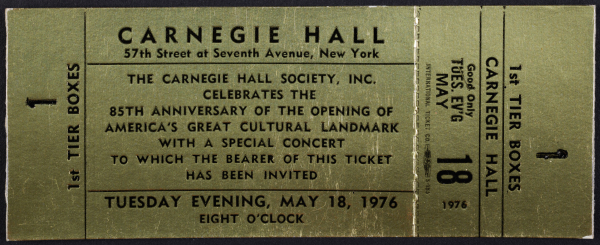 1
1st TIER BOXES
CARNEGIE HALL
57th Street at Seventh Avenue, New York
THE CARNEGIE HALL SOCIETY, INC.
CELEBRATES THE
85TH ANNIVERSARY OF THE OPENING OF
AMERICA'S GREAT CULTURAL LANDMARK
WITH A SPECIAL CONCERT
TO WHICH THE BEARER OF THIS TICKET
HAS BEEN INVITED
TUESDAY EVENING, MAY 18, 1976
EIGHT O'CLOCK
INTERNATIONAL TICKET CO.
Good Only
TUES. EV'G
MAY
18
1976
CARNEGIE HALL
1st TIER BOXES
1